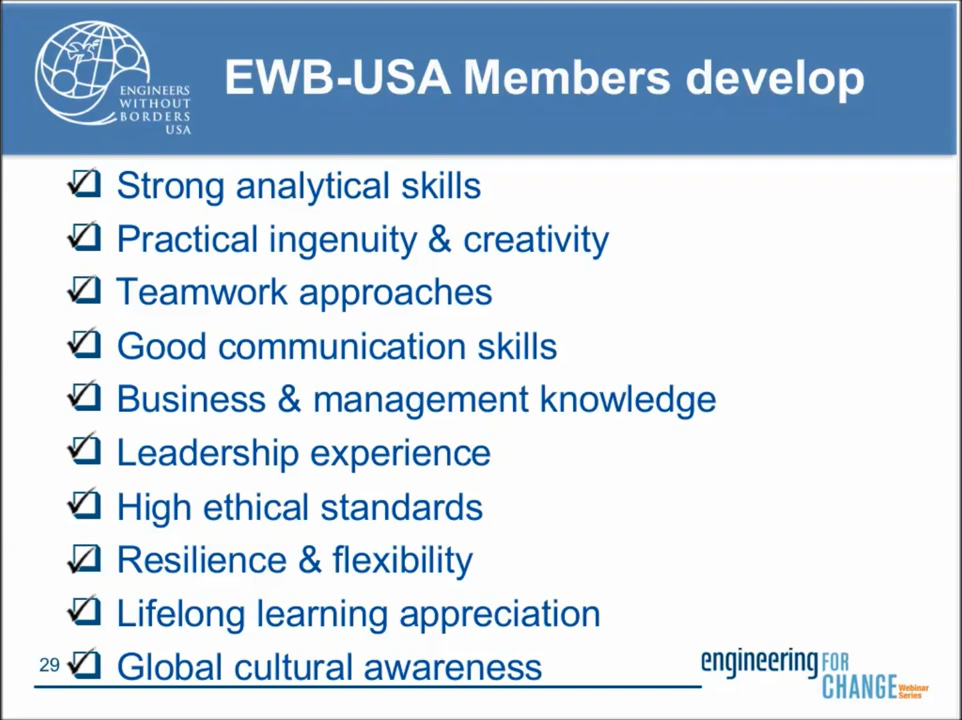 ENGINEERS
WITHOUT
BORDERS
USA
EWB-USA Members develop
Strong analytical skills
Practical ingenuity & creativity
Teamwork approaches
Good communication skills
Business & management knowledge
Leadership experience
High ethical standards
Resilience & flexibility
Lifelong learning appreciation
29 Global cultural awareness
engineering FOR
CHANGE Webinar
Series